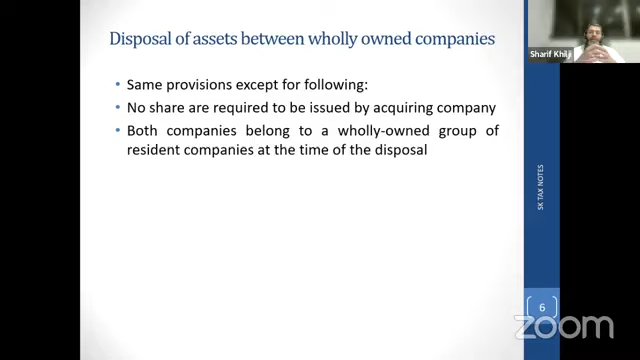 Disposal of assets between wholly owned companies
Sharif Khilji
• Same provisions except for following:
• No share are required to be issued by acquiring company
• Both companies belong to a wholly-owned group of
resident companies at the time of the disposal
SK TAX NOTES
6
zoom